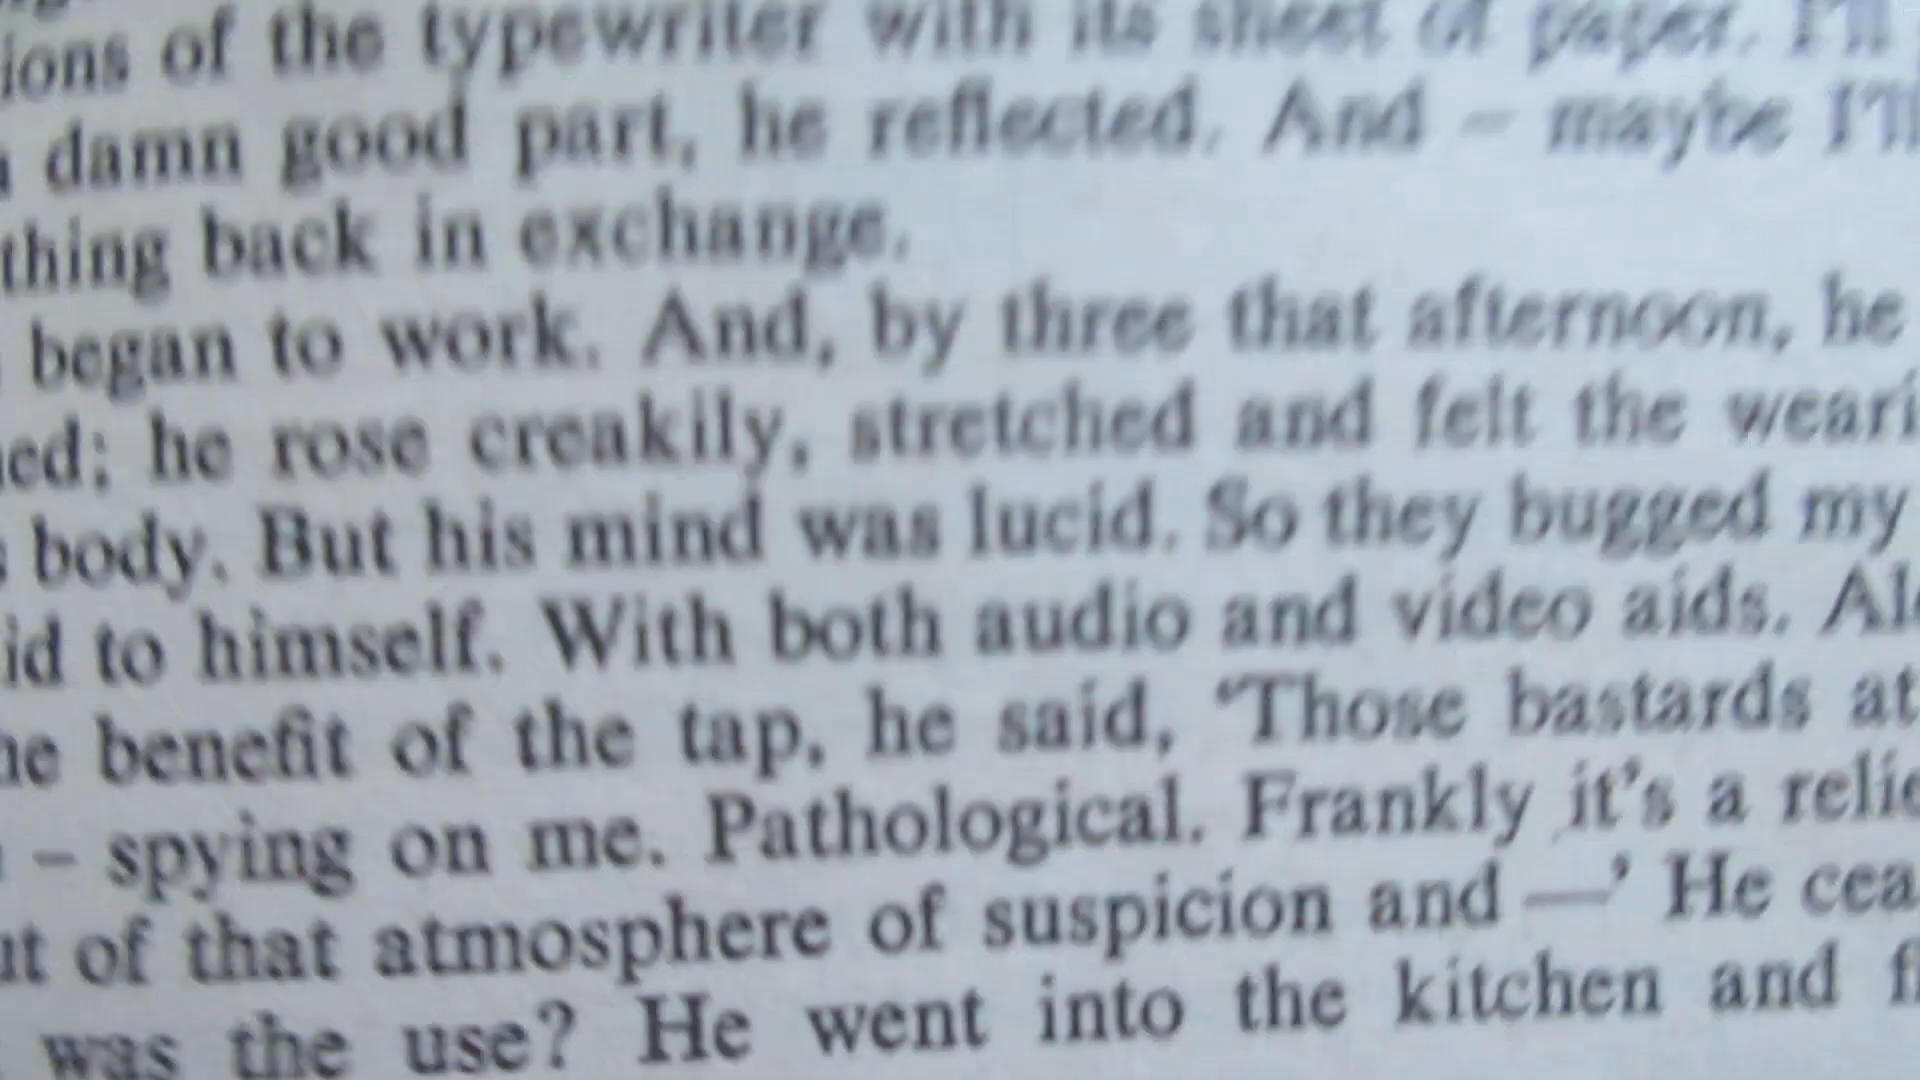 ions of the typewriter with its sheet of paper. I'll
damn good part, he reflected. And – maybe I'll
thing back in exchange.
began to work. And, by three that afternoon, he
ed; he rose creakily, stretched and felt the weari
body. But his mind was lucid. So they bugged my
id to himself. With both audio and video aids. Al
he benefit of the tap, he said, 'Those bastards at
– spying on me. Pathological. Frankly it's a relie
ut of that atmosphere of suspicion and —' He cea
was the use? He went into the kitchen and fi